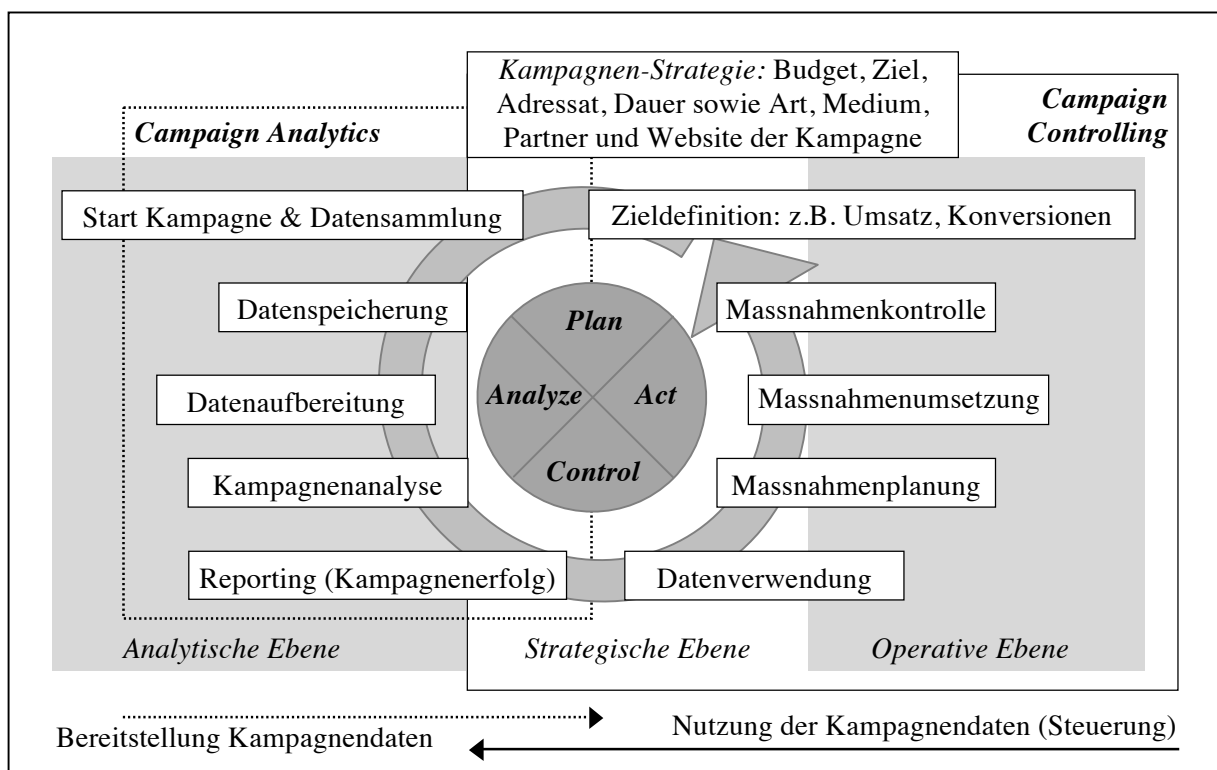 Kampagnen-Strategie: Budget, Ziel,
Adressat, Dauer sowie Art, Medium,
Partner und Website der Kampagne
Campaign
Controlling
Campaign Analytics
Start Kampagne & Datensammlung
Zieldefinition: z.B. Umsatz, Konversionen
Datenspeicherung
Plan
Massnahmenkontrolle
Datenaufbereitung
Analyze
Act
Massnahmenumsetzung
Kampagnenanalyse
Control
Massnahmenplanung
Reporting (Kampagnenerfolg)
Datenverwendung
Analytische Ebene
Strategische Ebene
Operative Ebene
Bereitstellung Kampagnendaten
Nutzung der Kampagnendaten (Steuerung)